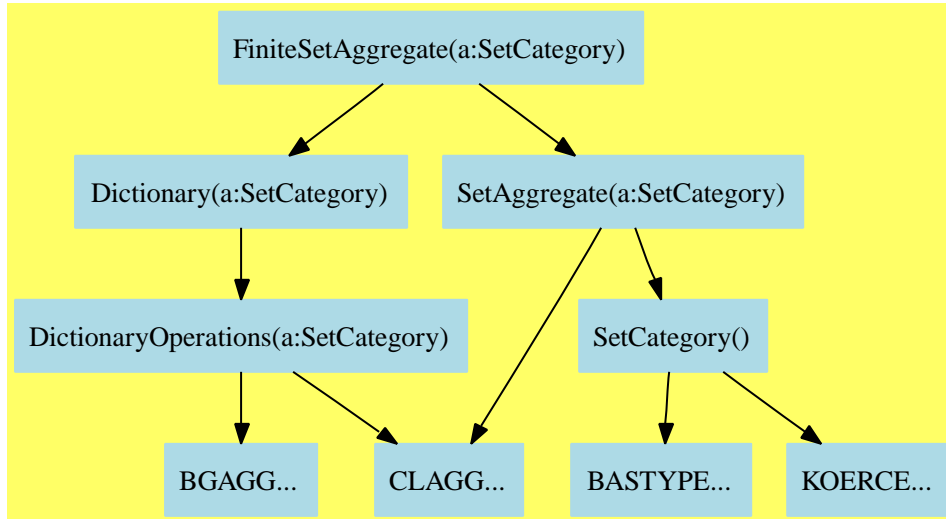 FiniteSetAggregate(a:SetCategory)
Dictionary(a:SetCategory)
SetAggregate(a:SetCategory)
DictionaryOperations(a:SetCategory)
SetCategory()
BGAGG...
CLAGG...
BASTYPE...
KOERCE...